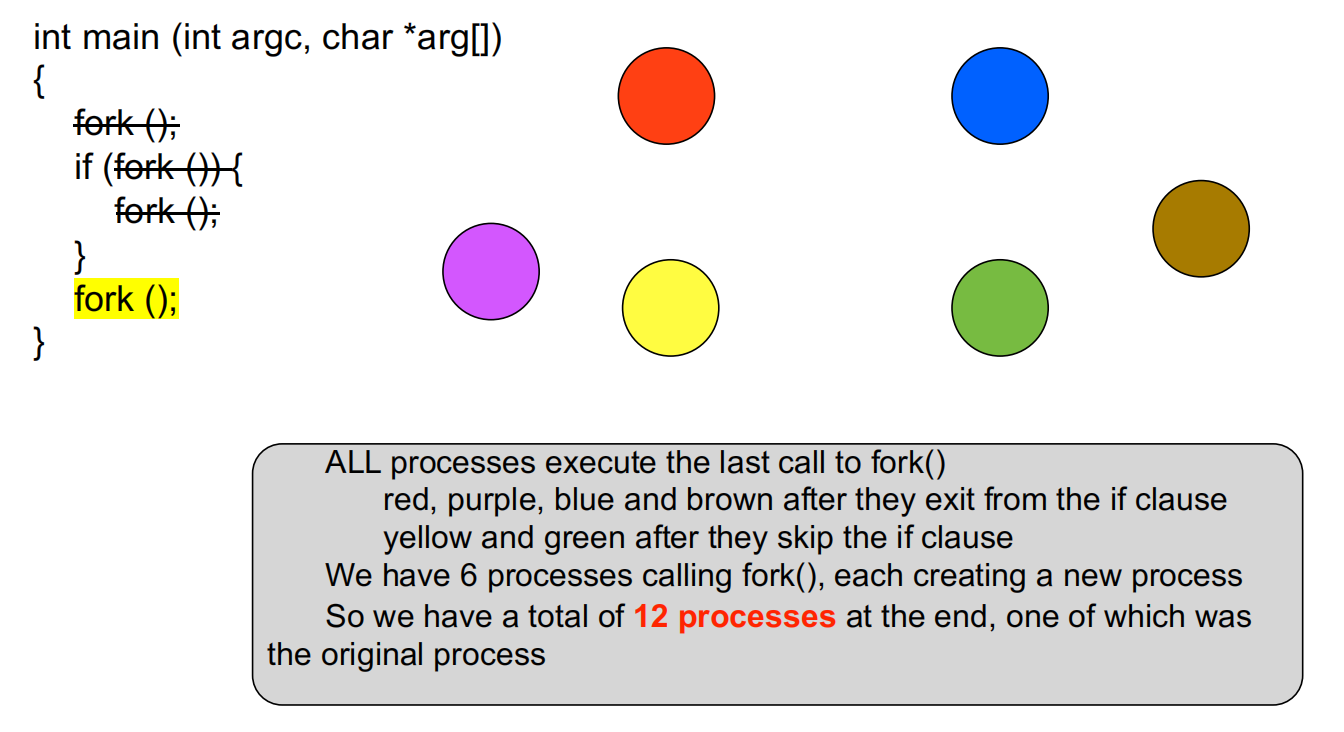 int main (int argc, char *arg[])
{
fork ();
if (fork ()) {
fork ();
}
fork ();
}
ALL processes execute the last call to fork()
red, purple, blue and brown after they exit from the if clause
yellow and green after they skip the if clause
We have 6 processes calling fork(), each creating a new process
So we have a total of 12 processes at the end, one of which was
the original process